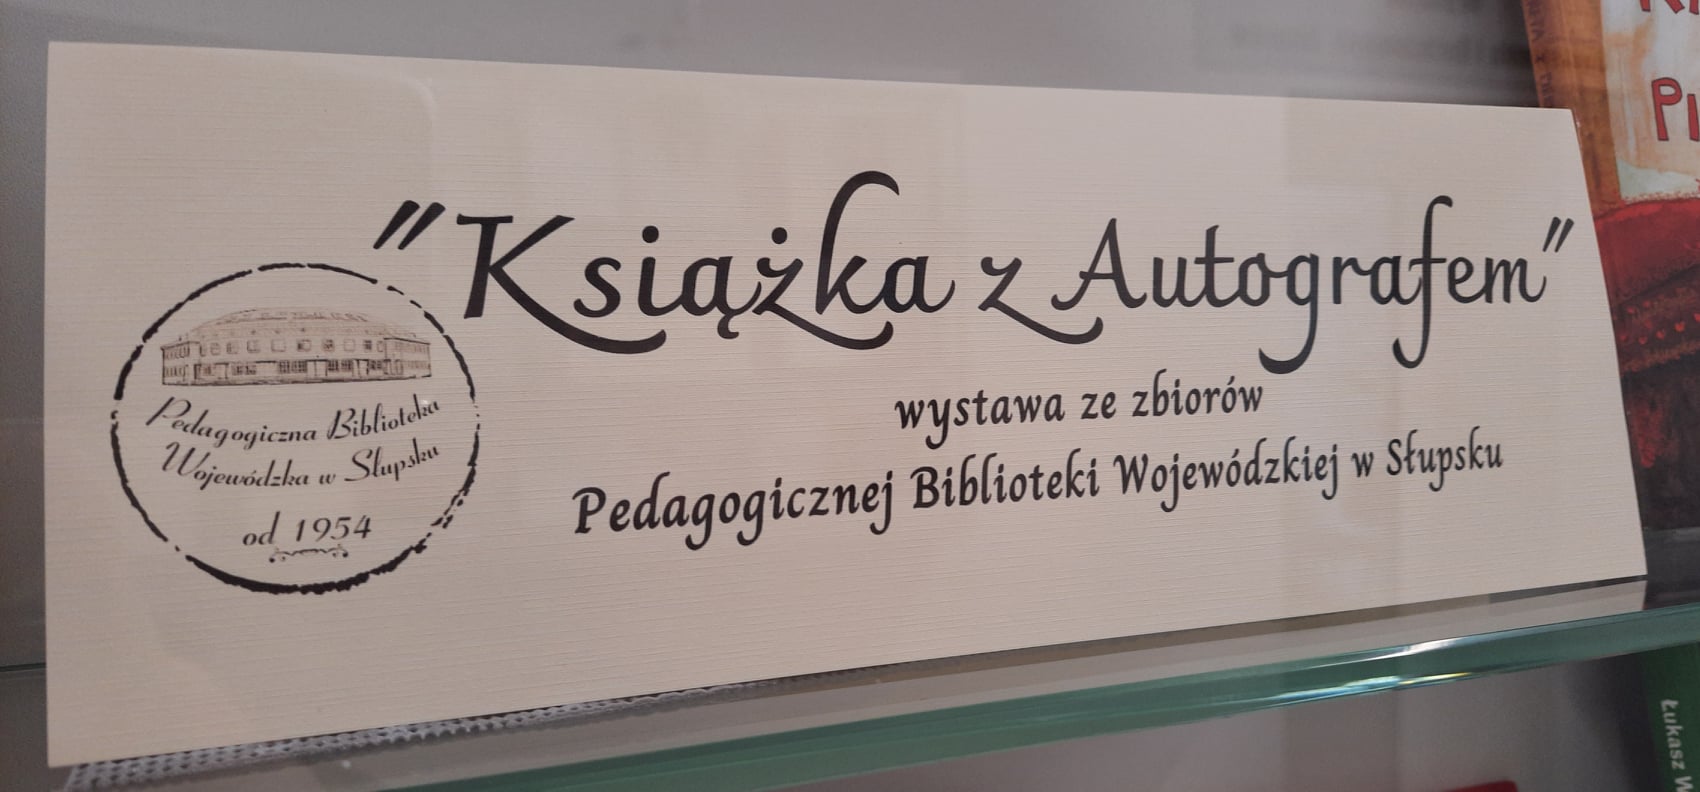 "Książka z Autografem"
wystawa ze zbiorów
Pedagogicznej Biblioteki Wojewódzkiej w Słupsku
Pedagogiczna Biblioteka
Wojewódzka w Słupsku
od 1954
Łukasz W